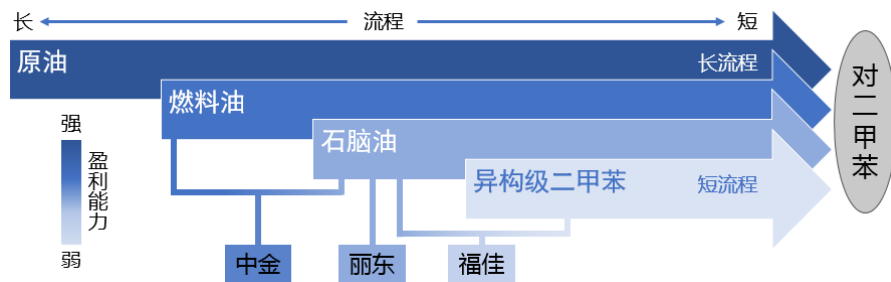 长 流程 短
原油 长流程
燃料油
石脑油
异构级二甲苯 短流程
对二甲苯
强
盈利能力
弱
中金 丽东 福佳